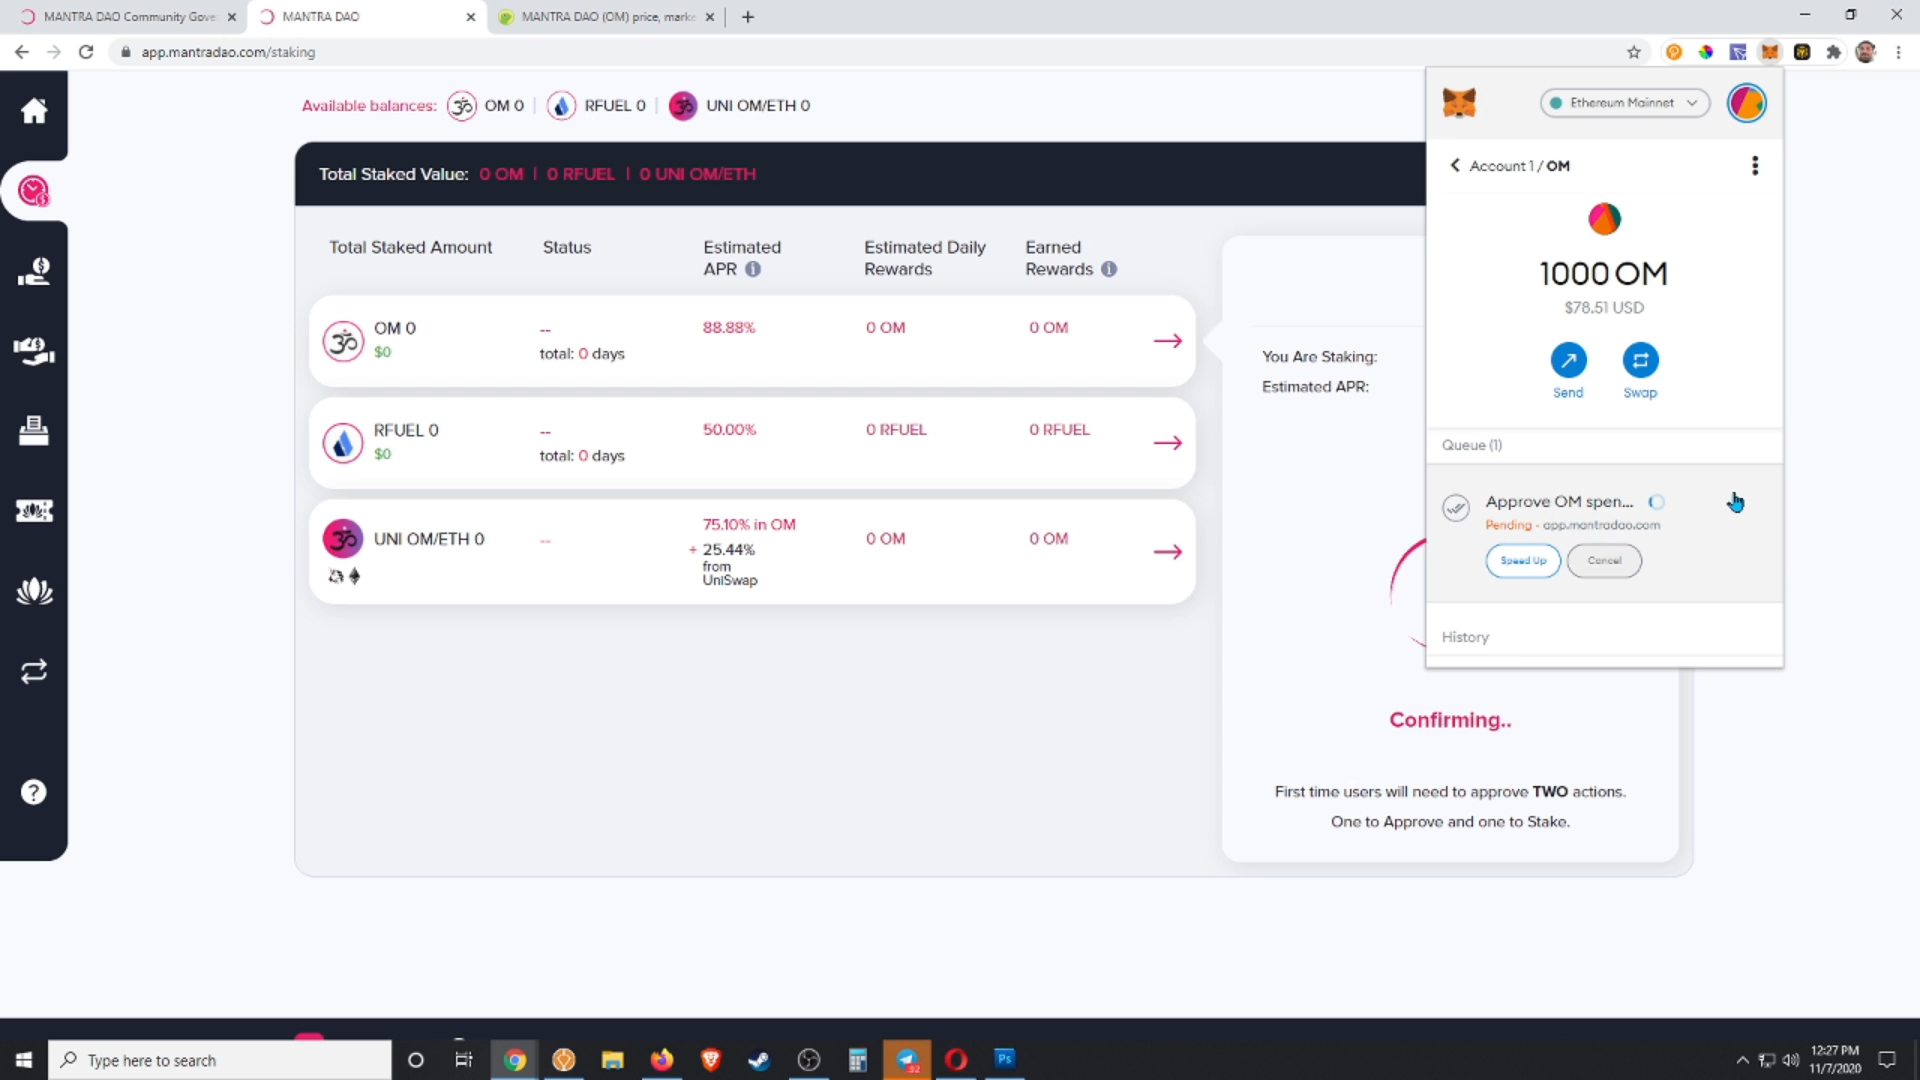 MANTRA DAO Community Gove
MANTRA DAO
MANTRA DAO (OM) price, marke
app.mantradao.com/staking
Available balances: OM 0 | RFUEL 0 | UNI OM/ETH 0
Total Staked Value: 0 OM | 0 RFUEL | 0 UNI OM/ETH
Total Staked Amount
Status
Estimated
APR
Estimated Daily
Rewards
Earned
Rewards
OM 0
$0
--
total: 0 days
88.88%
0 OM
0 OM
RFUEL 0
$0
--
total: 0 days
50.00%
0 RFUEL
0 RFUEL
UNI OM/ETH 0
--
75.10% in OM
+ 25.44%
from
UniSwap
0 OM
0 OM
You Are Staking:
Estimated APR:
Confirming..
First time users will need to approve TWO actions.
One to Approve and one to Stake.
Ethereum Mainnet
Account 1 / OM
1000 OM
$78.51 USD
Send
Swap
Queue (1)
Approve OM spen...
Pending - app.mantradao.com
Speed Up
Cancel
History
Type here to search
Ps
12:27 PM
11/7/2020